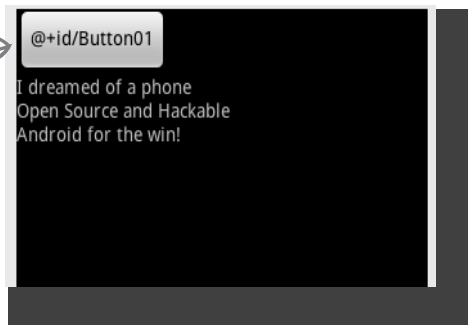 @+id/Button01
I dreamed of a phone
Open Source and Hackable
Android for the win!